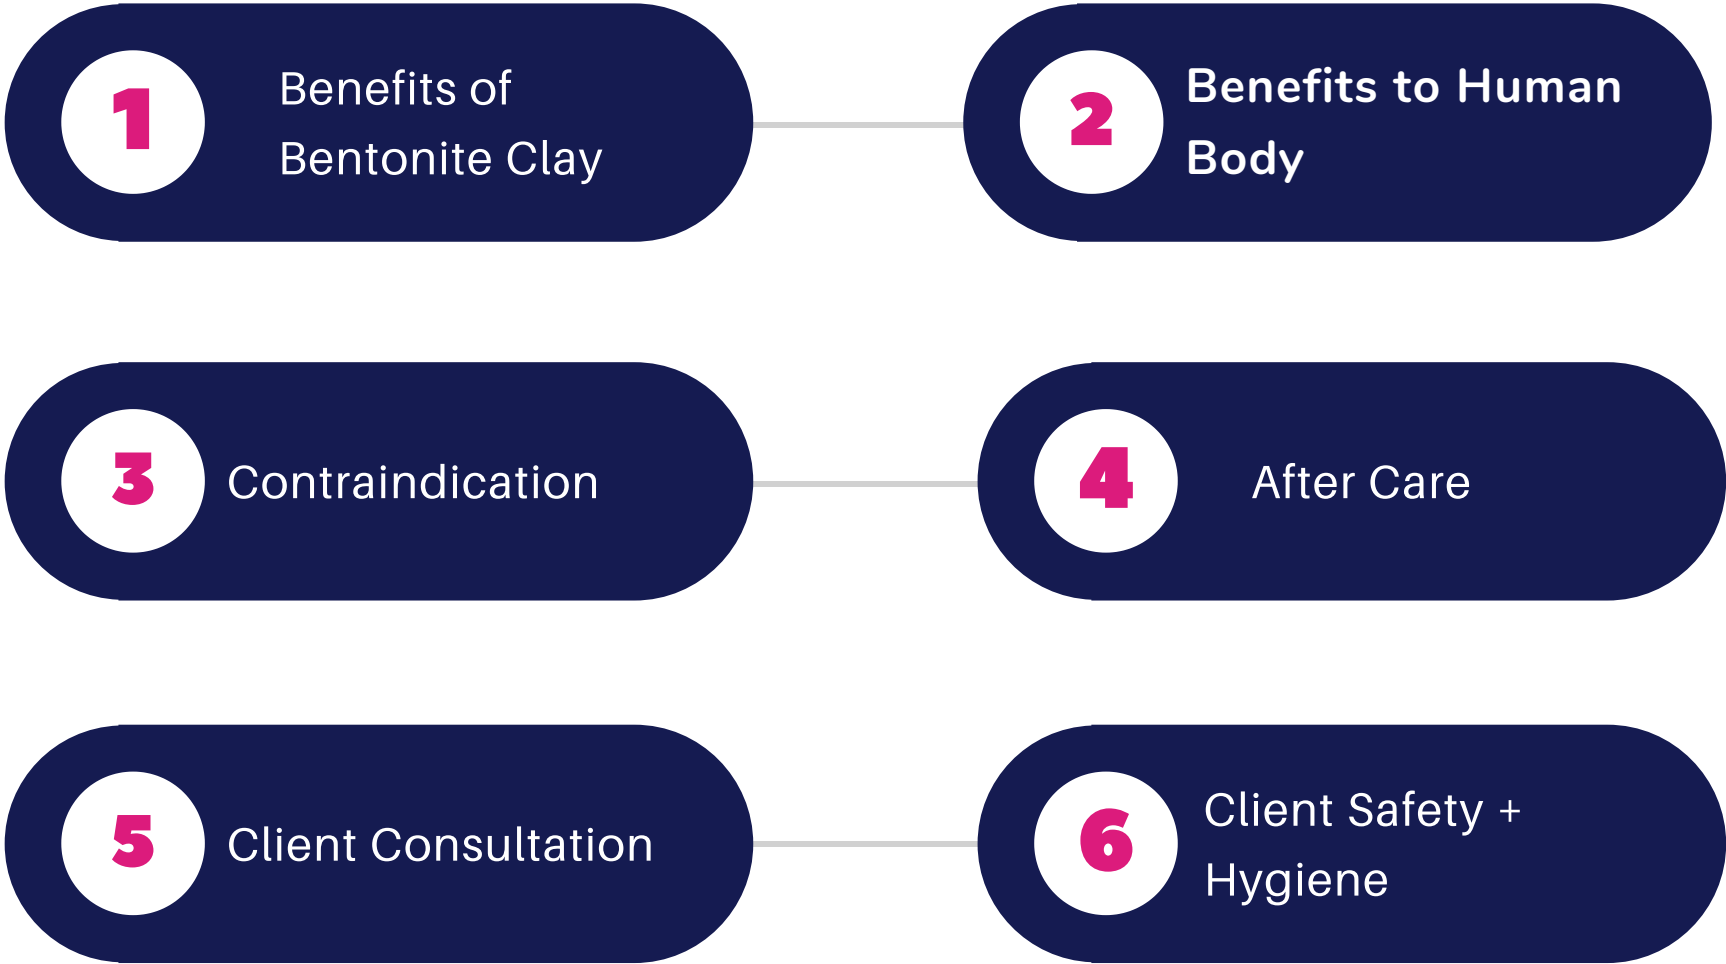 1
Benefits of
Bentonite Clay
2
Benefits to Human
Body
3
Contraindication
4
After Care
5
Client Consultation
6
Client Safety +
Hygiene